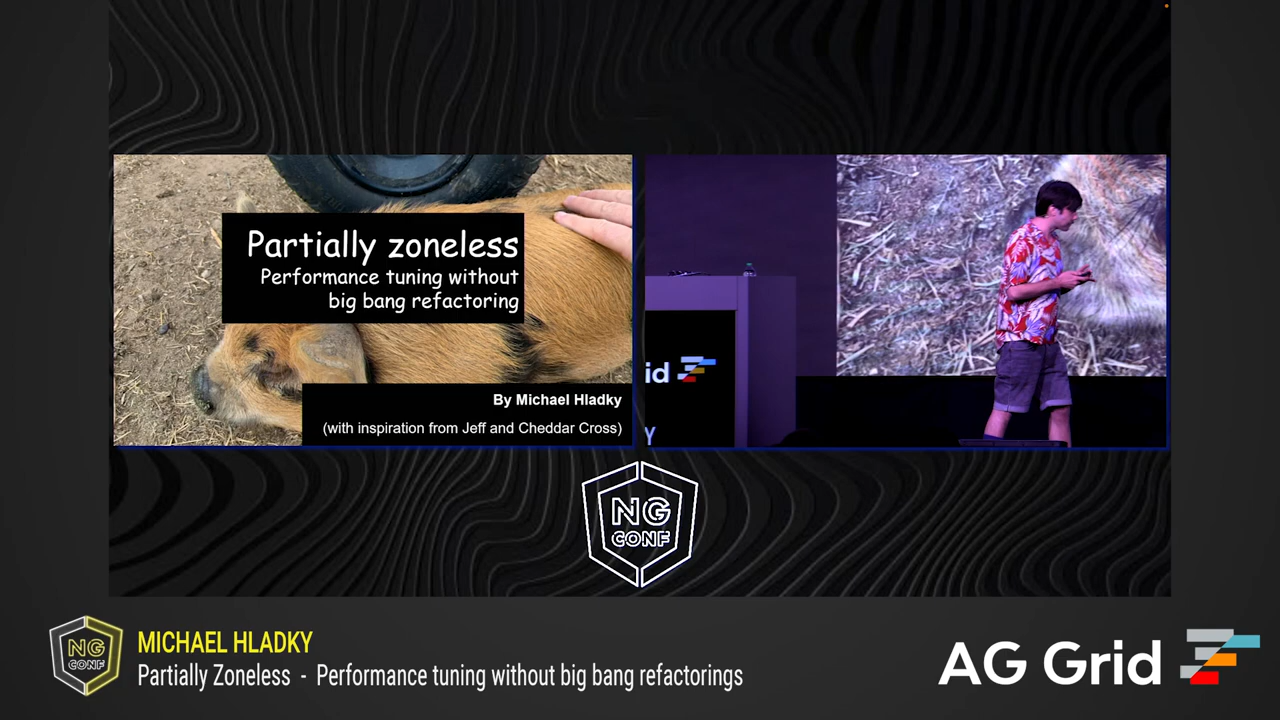 Partially zoneless
Performance tuning without
big bang refactoring
By Michael Hladky
(with inspiration from Jeff and Cheddar Cross)
id
Y
NG
CONF
NG
CONF
MICHAEL HLADKY
Partially Zoneless - Performance tuning without big bang refactorings
AG Grid